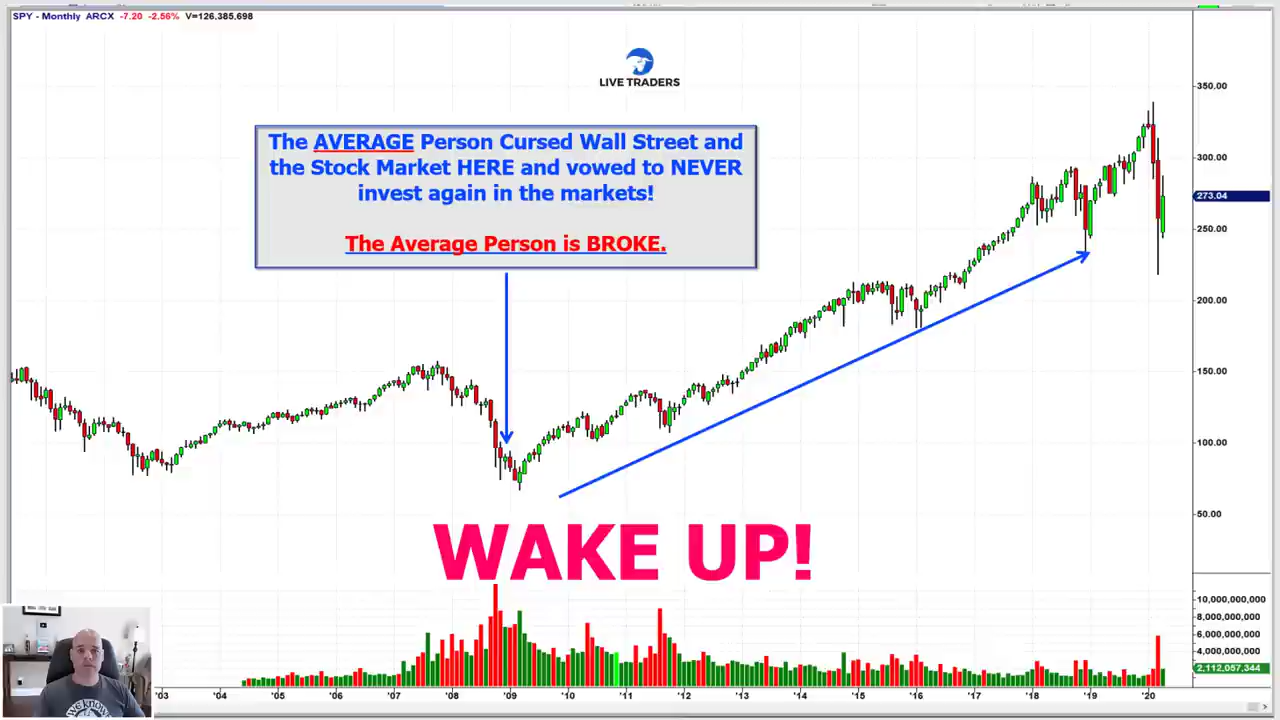 SPY - Monthly ARCX -7.20 -2.56% V=126,385,698
LIVE TRADERS
350.00
The AVERAGE Person Cursed Wall Street and
the Stock Market HERE and vowed to NEVER
invest again in the markets!
The Average Person is BROKE.
300.00
273.04
250.00
200.00
150.00
100.00
50.00
WAKE UP!
10,000,000,000
8,000,000,000
6,000,000,000
4,000,000,000
2,112,057,344
'03 '04 '05 '06 '07 '08 '09 '10 '11 '12 '13 '14 '15 '16 '17 '18 '19 '20